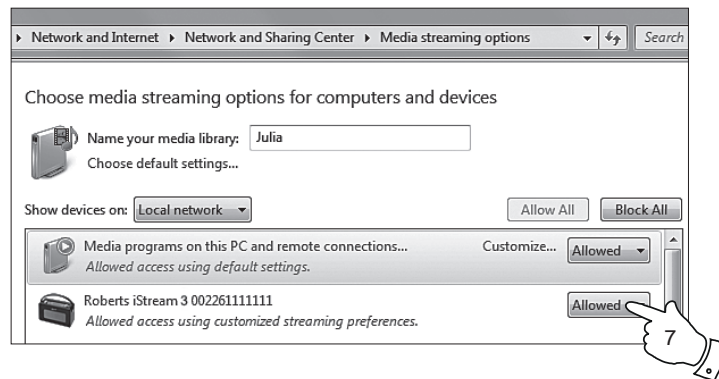 Network and Internet Network and Sharing Center Media streaming options Search
Choose media streaming options for computers and devices
Name your media library: Julia
Choose default settings...
Show devices on: Local network Allow All Block All
Media programs on this PC and remote connections... Customize... Allowed
Allowed access using default settings.
Roberts iStream 3 002261111111 Allowed
Allowed access using customized streaming preferences.
7